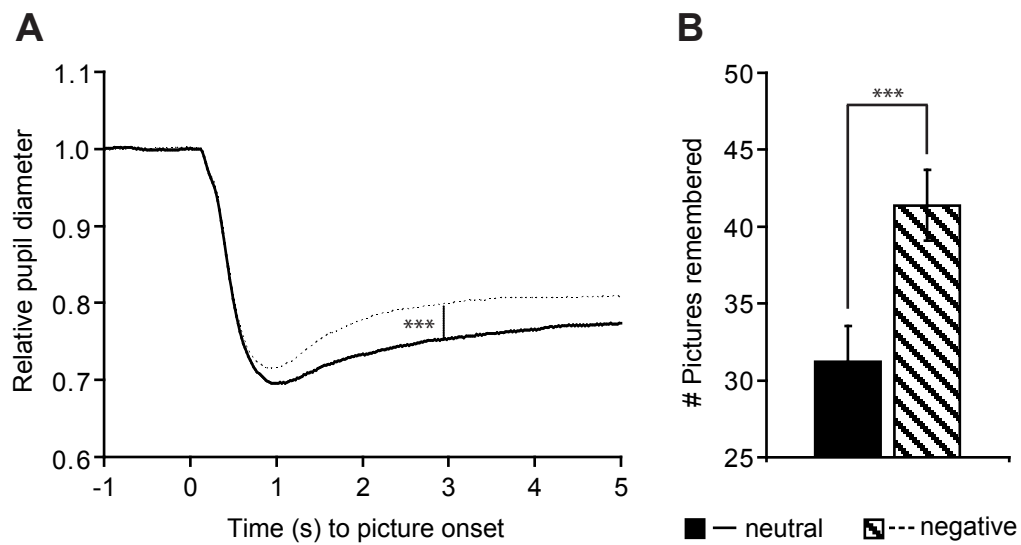 A
B
1.1
1.0
0.9
0.8
0.7
0.6
Relative pupil diameter
***
-1 0 1 2 3 4 5
Time (s) to picture onset
50
45
40
35
30
25
# Pictures remembered
***
neutral negative